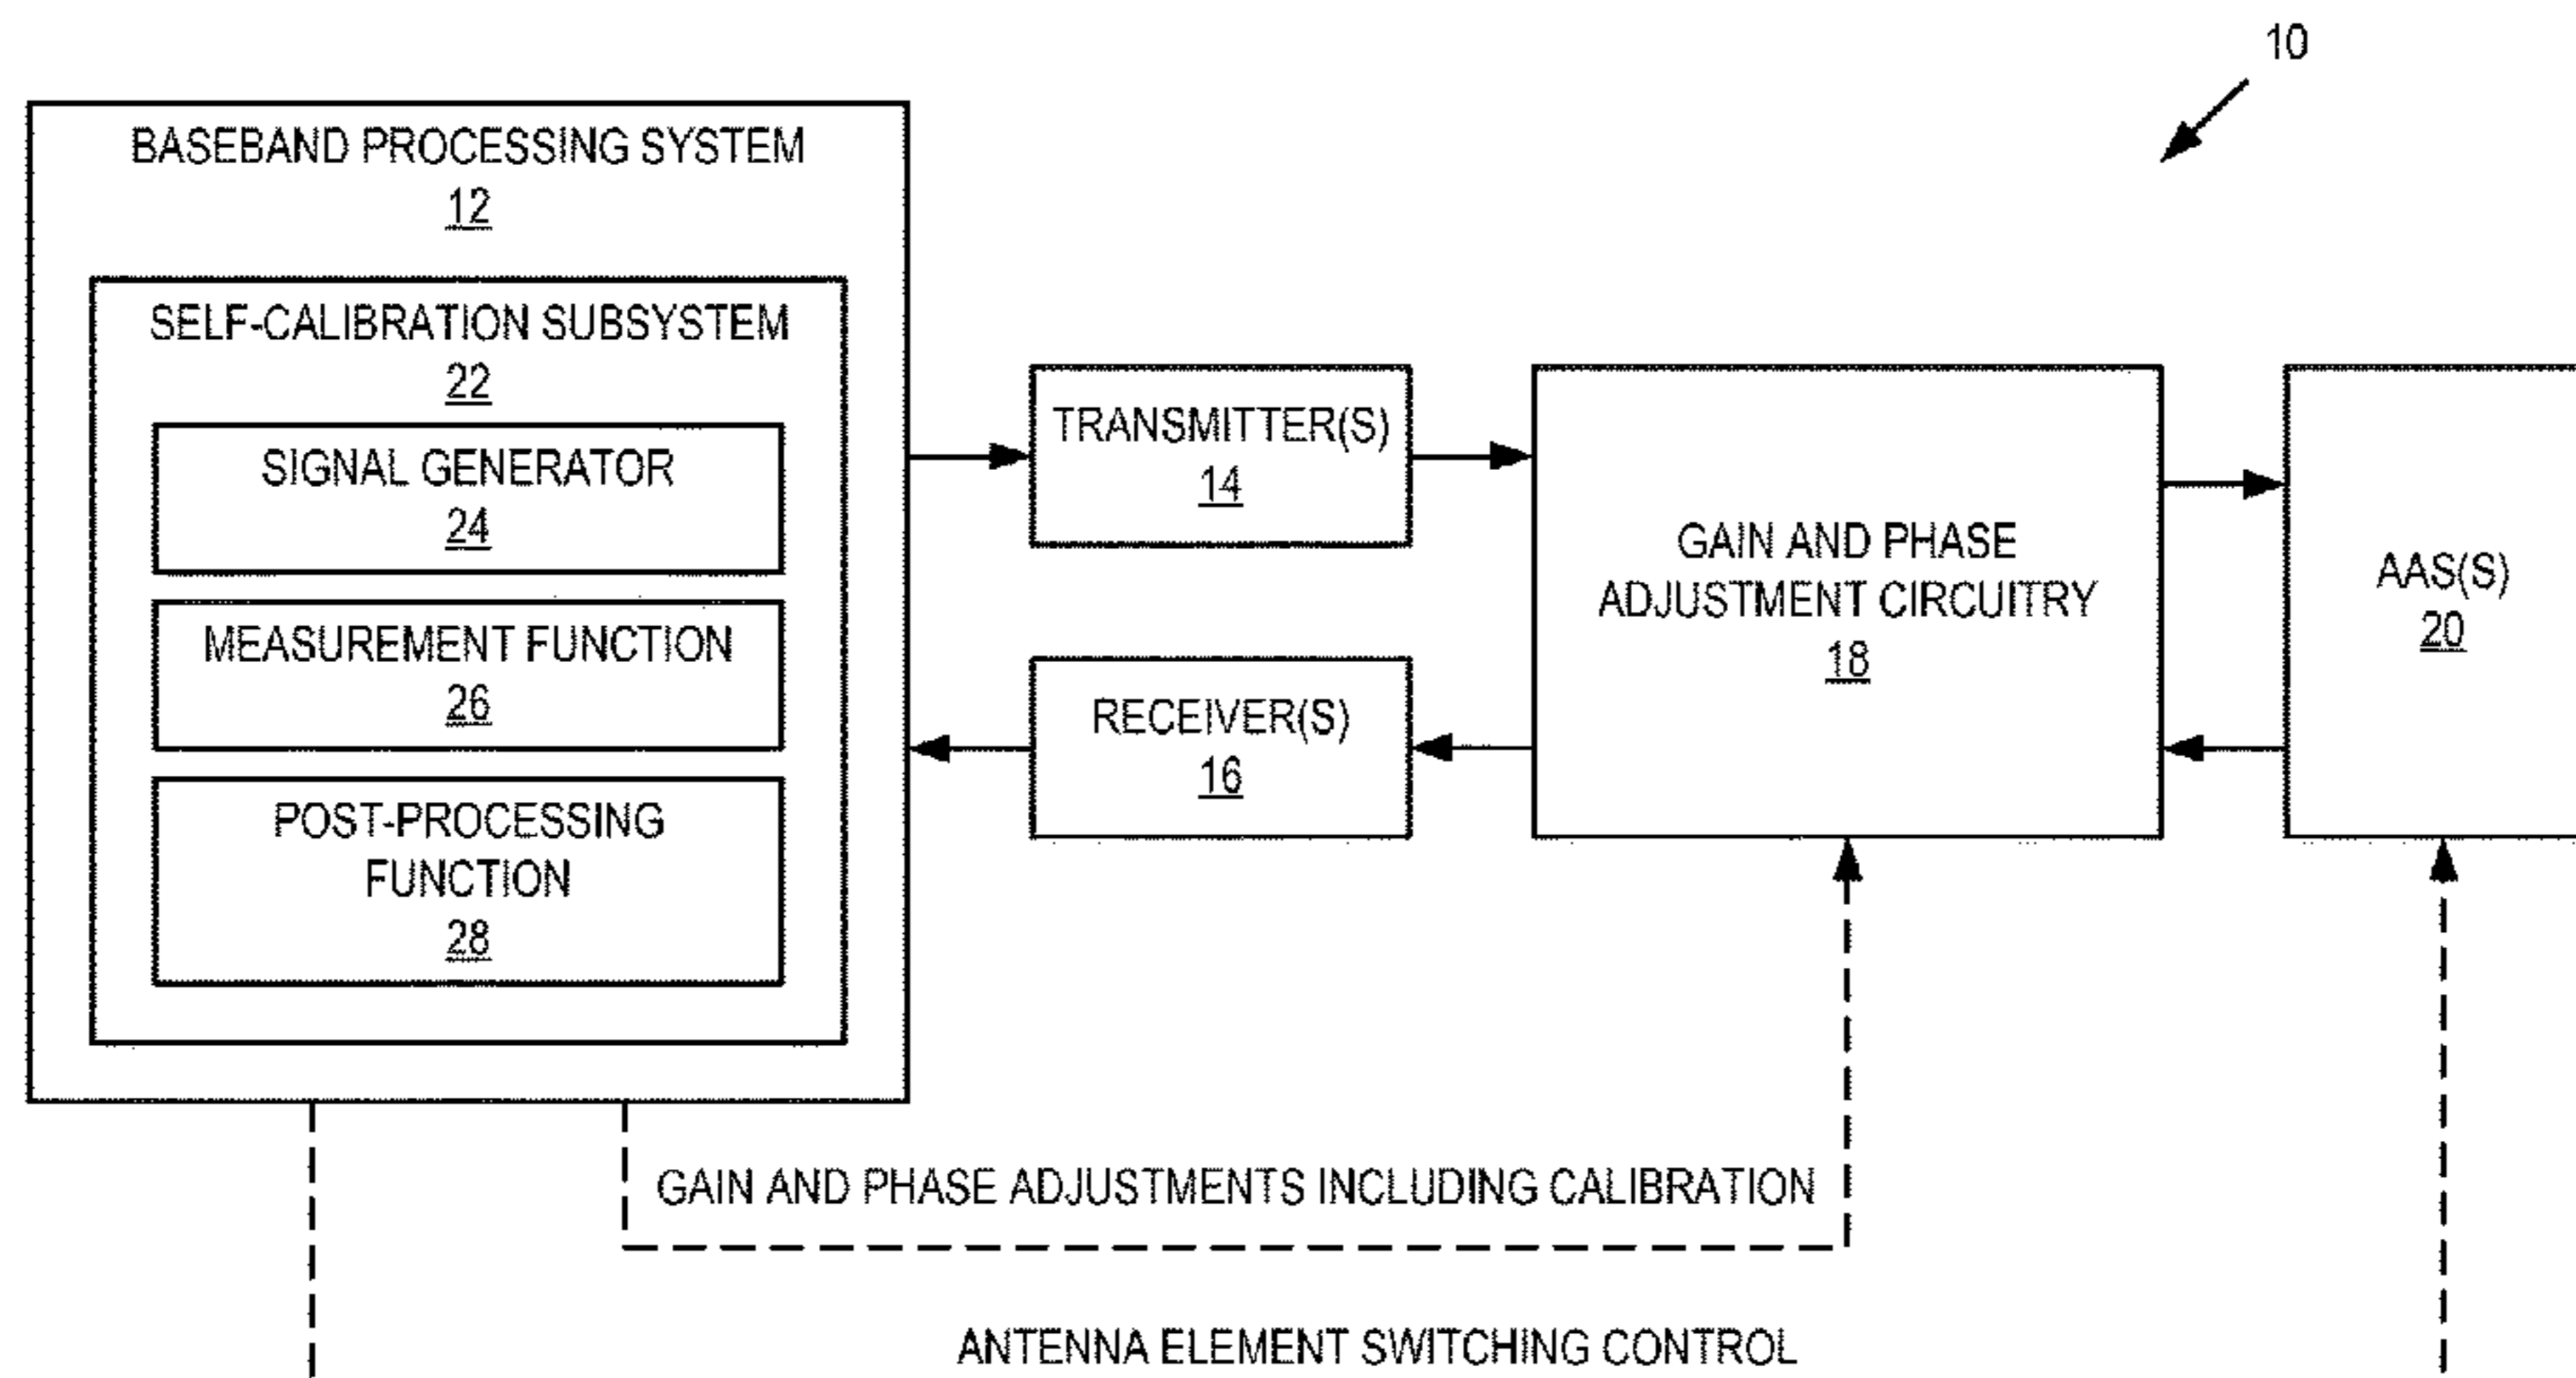 10
BASEBAND PROCESSING SYSTEM
12
SELF-CALIBRATION SUBSYSTEM
22
SIGNAL GENERATOR
24
MEASUREMENT FUNCTION
26
POST-PROCESSING
FUNCTION
28
TRANSMITTER(S)
14
RECEIVER(S)
16
GAIN AND PHASE
ADJUSTMENT CIRCUITRY
18
AAS(S)
20
GAIN AND PHASE ADJUSTMENTS INCLUDING CALIBRATION
ANTENNA ELEMENT SWITCHING CONTROL